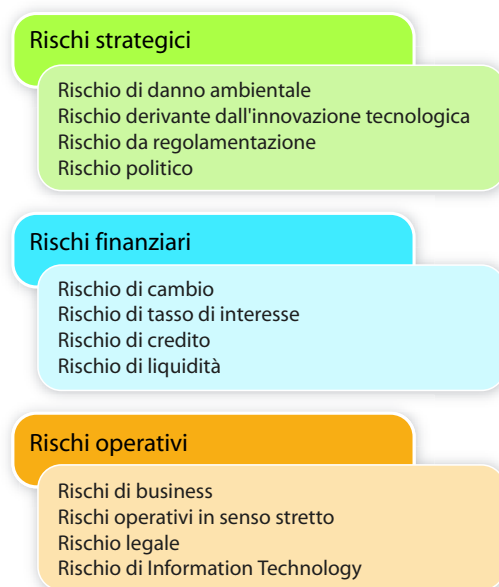 Rischi strategici
Rischio di danno ambientale
Rischio derivante dall'innovazione tecnologica
Rischio da regolamentazione
Rischio politico
Rischi finanziari
Rischio di cambio
Rischio di tasso di interesse
Rischio di credito
Rischio di liquidità
Rischi operativi
Rischi di business
Rischi operativi in senso stretto
Rischio legale
Rischio di Information Technology